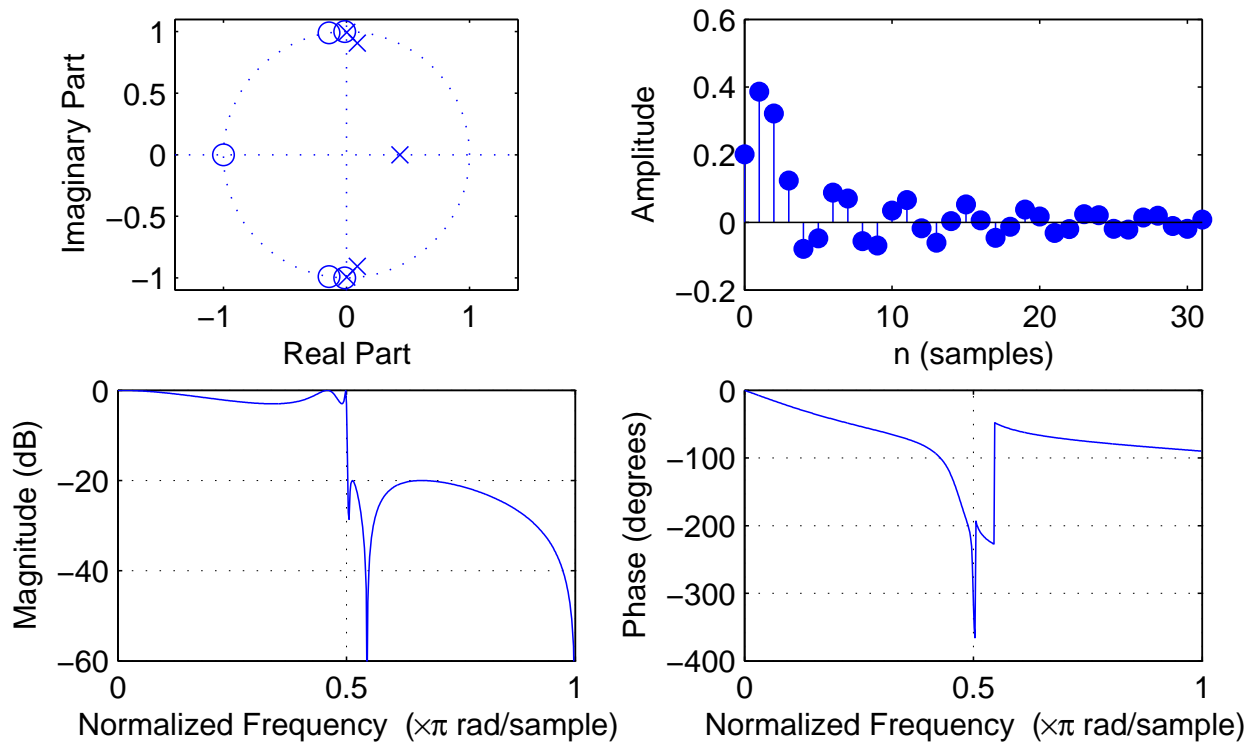 1
0.5
0
−0.5
−1
Imaginary Part
−1 0 1
Real Part
0.6
0.4
0.2
0
−0.2
Amplitude
0 10 20 30
n (samples)
0
−20
−40
−60
Magnitude (dB)
0 0.5 1
Normalized Frequency (×π rad/sample)
0
−100
−200
−300
−400
Phase (degrees)
0 0.5 1
Normalized Frequency (×π rad/sample)